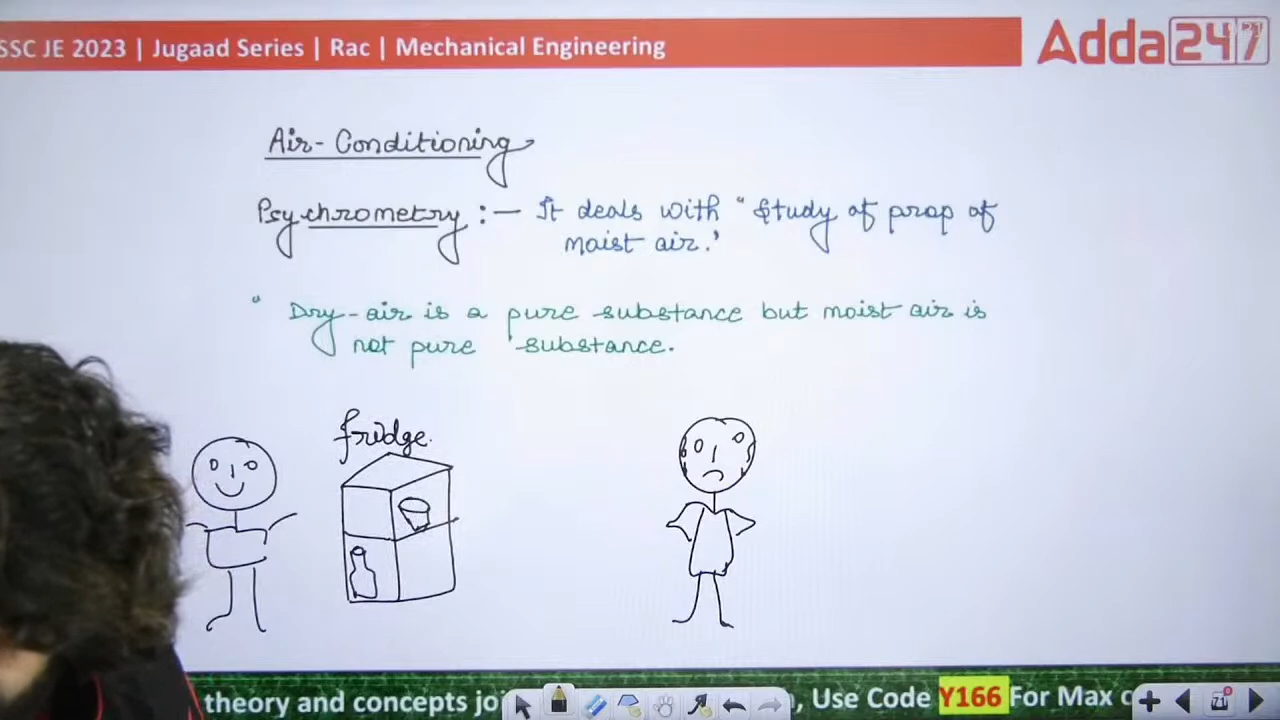 SSC JE 2023 | Jugaad Series | Rac | Mechanical Engineering
Adda 247
Air-Conditioning
Psychrometry :- It deals with "Study of prop of
moist air."
" Dry-air is a pure substance but moist air is
not pure substance.
fridge.
theory and concepts , Use Code Y166 For Max